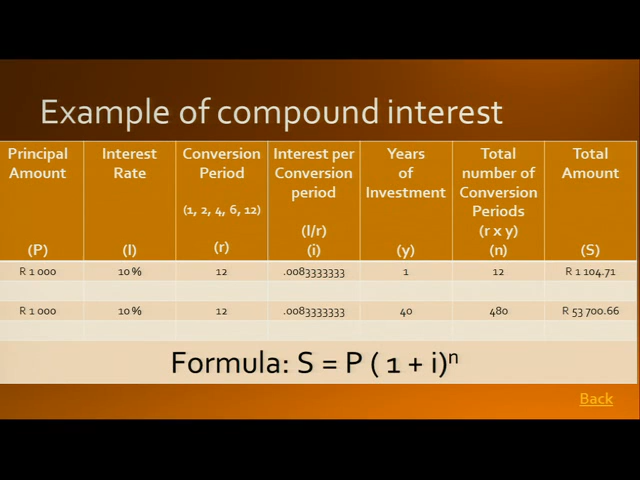 Example of compound interest
Principal Amount (P) Interest Rate (I) Conversion Period (1, 2, 4, 6, 12) (r) Interest per Conversion period (I/r) (i) Years of Investment (y) Total number of Conversion Periods (r x y) (n) Total Amount (S)
R 1 000 10 % 12 .0083333333 1 12 R 1 104.71
R 1 000 10 % 12 .0083333333 40 480 R 53 700.66
Formula: S = P ( 1 + i)ⁿ
Back